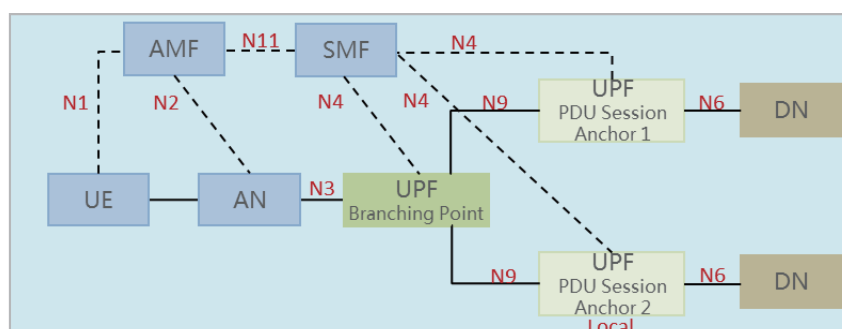 AMF
N11
SMF
N4
N1
N2
N4
N4
N9
UPF
PDU Session
Anchor 1
N6
DN
UE
AN
N3
UPF
Branching Point
N9
UPF
PDU Session
Anchor 2
N6
DN
Local